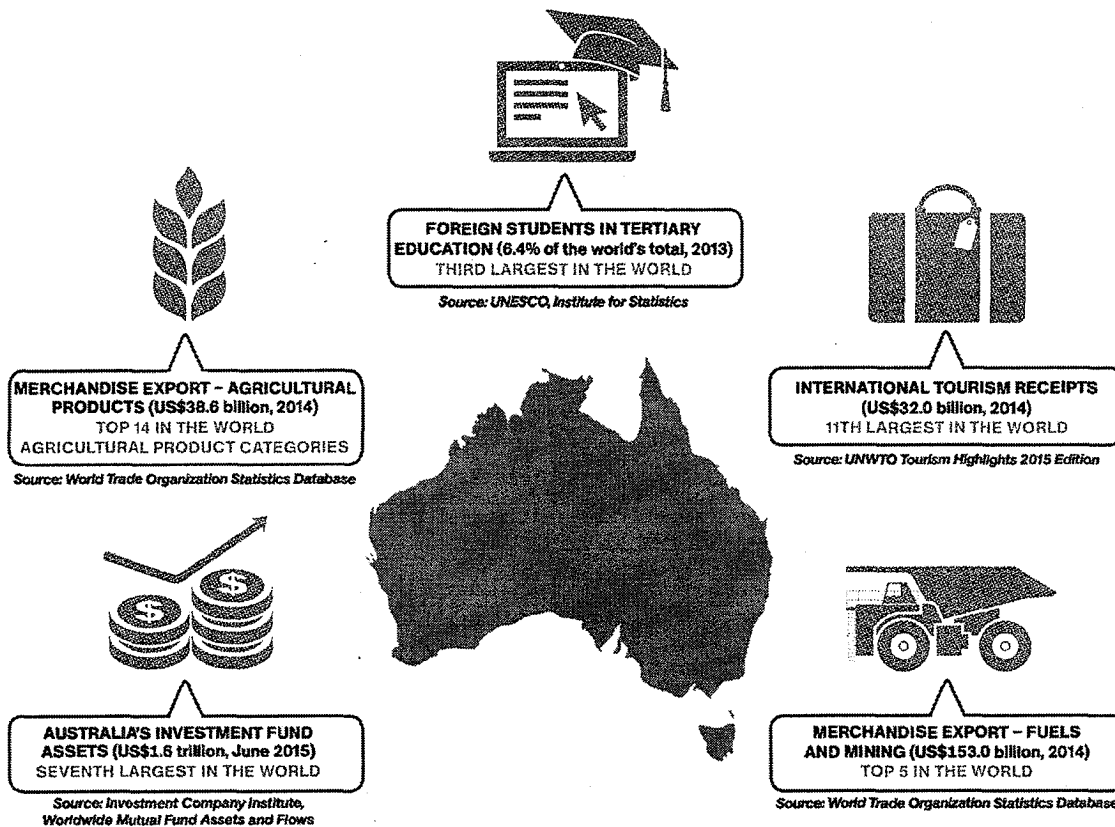 FOREIGN STUDENTS IN TERTIARY
EDUCATION (6.4% of the world's total, 2013)
THIRD LARGEST IN THE WORLD
Source: UNESCO, Institute for Statistics
MERCHANDISE EXPORT – AGRICULTURAL
PRODUCTS (US$38.6 billion, 2014)
TOP 14 IN THE WORLD
AGRICULTURAL PRODUCT CATEGORIES
Source: World Trade Organization Statistics Database
INTERNATIONAL TOURISM RECEIPTS
(US$32.0 billion, 2014)
11TH LARGEST IN THE WORLD
Source: UNWTO Tourism Highlights 2015 Edition
$
$
AUSTRALIA'S INVESTMENT FUND
ASSETS (US$1.6 trillion, June 2015)
SEVENTH LARGEST IN THE WORLD
Source: Investment Company Institute,
Worldwide Mutual Fund Assets and Flows
MERCHANDISE EXPORT – FUELS
AND MINING (US$153.0 billion, 2014)
TOP 5 IN THE WORLD
Source: World Trade Organization Statistics Database